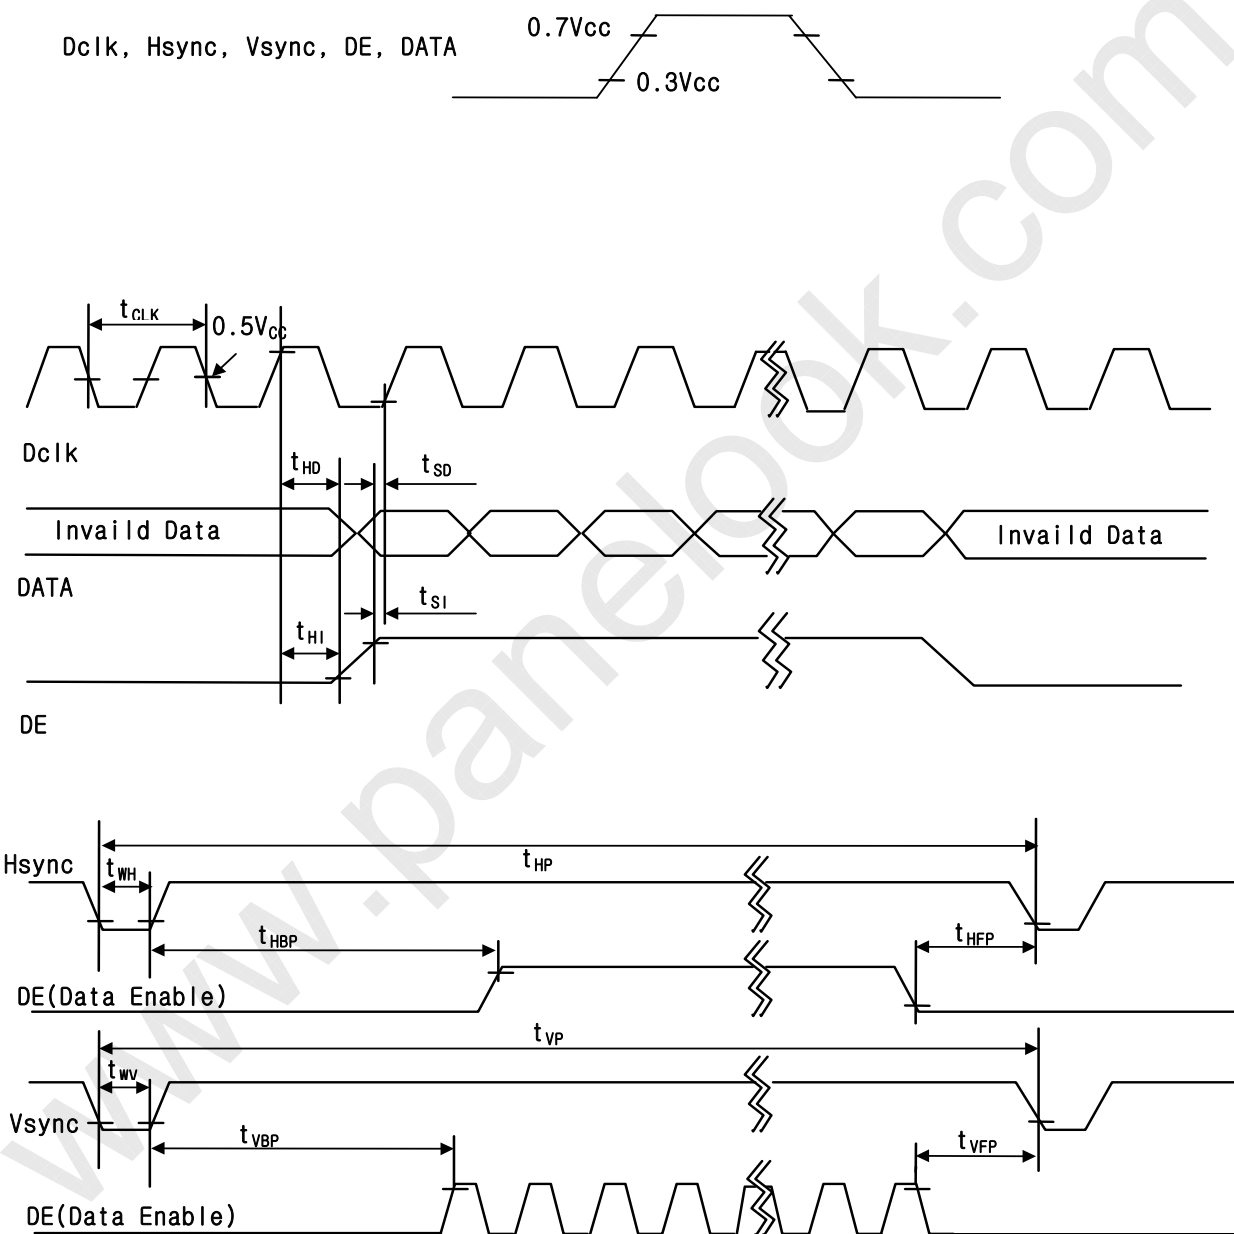 Dclk, Hsync, Vsync, DE, DATA
0.7Vcc
0.3Vcc
tCLK
0.5Vcc
Dclk
tHD
tSD
Invaild Data
Invaild Data
DATA
tSI
tHI
DE
Hsync
tWH
tHP
tHBP
tHFP
DE(Data Enable)
tVP
tWV
Vsync
tVBP
tVFP
DE(Data Enable)
www.panelook.com